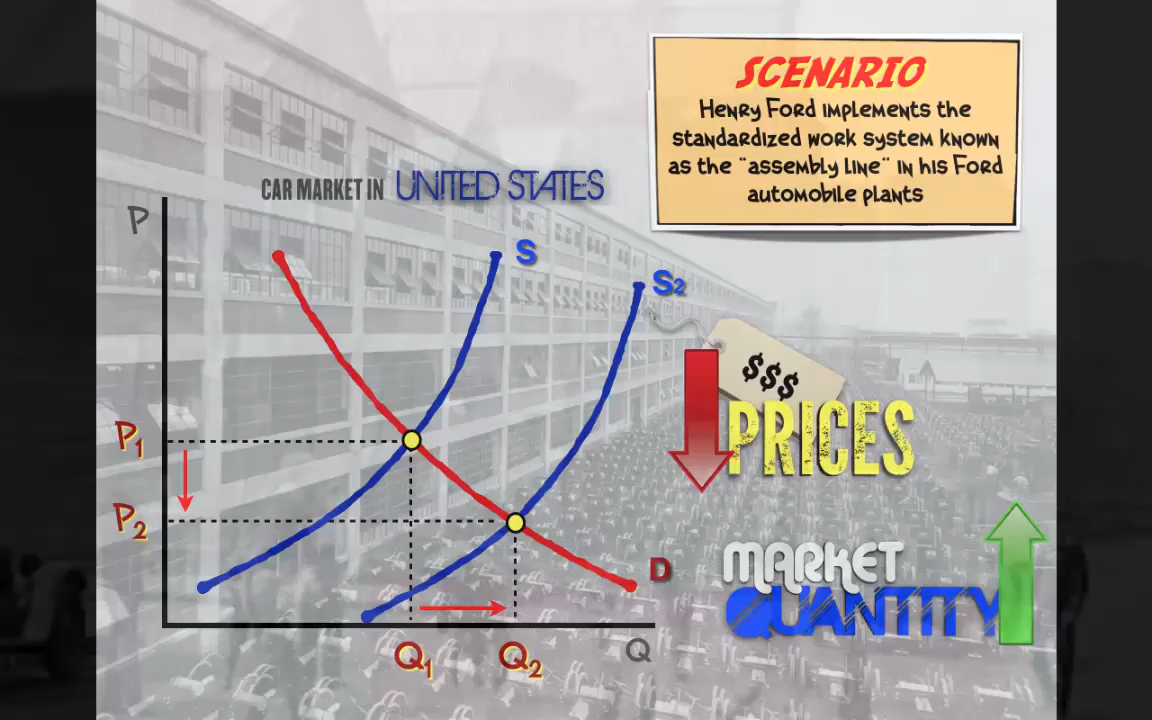 SCENARIO
Henry Ford implements the
standardized work system known
as the "assembly line" in his Ford
automobile plants
CAR MARKET IN UNITED STATES
P
S
S2
$$$
PRICES
P1
P2
D
MARKET
QUANTITY
Q1
Q2
Q